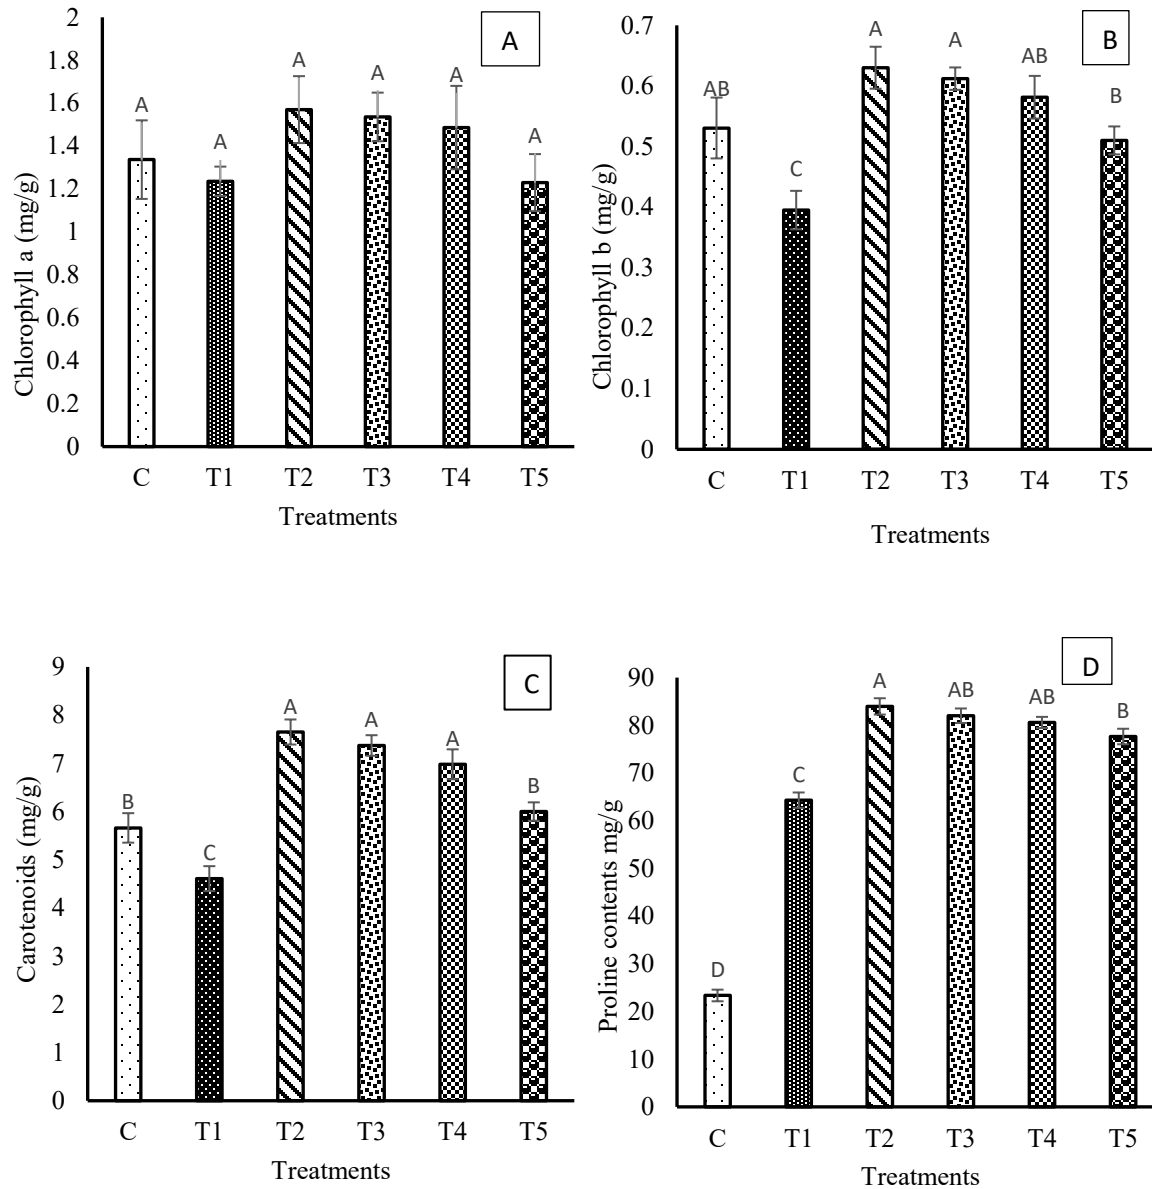 A
Chlorophyll a (mg/g)
2
1.8
1.6
1.4
1.2
1
0.8
0.6
0.4
0.2
0
A
A
A
A
A
A
C T1 T2 T3 T4 T5
Treatments
B
Chlorophyll b (mg/g)
0.7
0.6
0.5
0.4
0.3
0.2
0.1
0
AB
C
A
A
AB
B
C T1 T2 T3 T4 T5
Treatments
C
Carotenoids (mg/g)
9
8
7
6
5
4
3
2
1
0
B
C
A
A
A
B
C T1 T2 T3 T4 T5
Treatments
D
Proline contents mg/g
90
80
70
60
50
40
30
20
10
0
D
C
A
AB
AB
B
C T1 T2 T3 T4 T5
Treatments